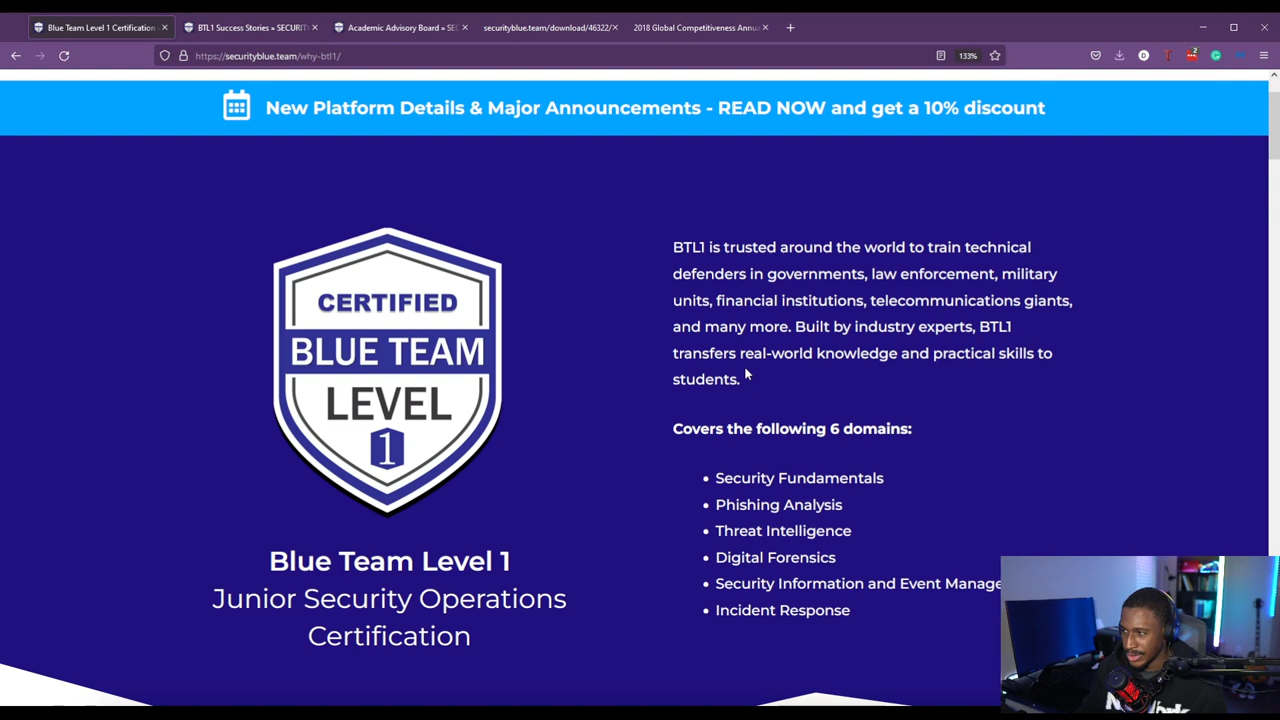 Blue Team Level 1 Certification
BTL1 Success Stories » SECURITY
Academic Advisory Board » SEC
securityblue.team/download/46322/
2018 Global Competitiveness Annua
https://securityblue.team/why-btl1/
133%
New Platform Details & Major Announcements - READ NOW and get a 10% discount
CERTIFIED
BLUE TEAM
LEVEL
1
Blue Team Level 1
Junior Security Operations
Certification
BTL1 is trusted around the world to train technical
defenders in governments, law enforcement, military
units, financial institutions, telecommunications giants,
and many more. Built by industry experts, BTL1
transfers real-world knowledge and practical skills to
students.
Covers the following 6 domains:
• Security Fundamentals
• Phishing Analysis
• Threat Intelligence
• Digital Forensics
• Security Information and Event Manage
• Incident Response